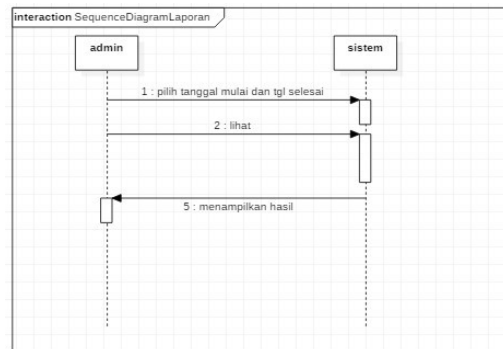 interaction SequenceDiagramLaporan
admin
sistem
1 : pilih tanggal mulai dan tgl selesai
2 : lihat
5 : menampilkan hasil